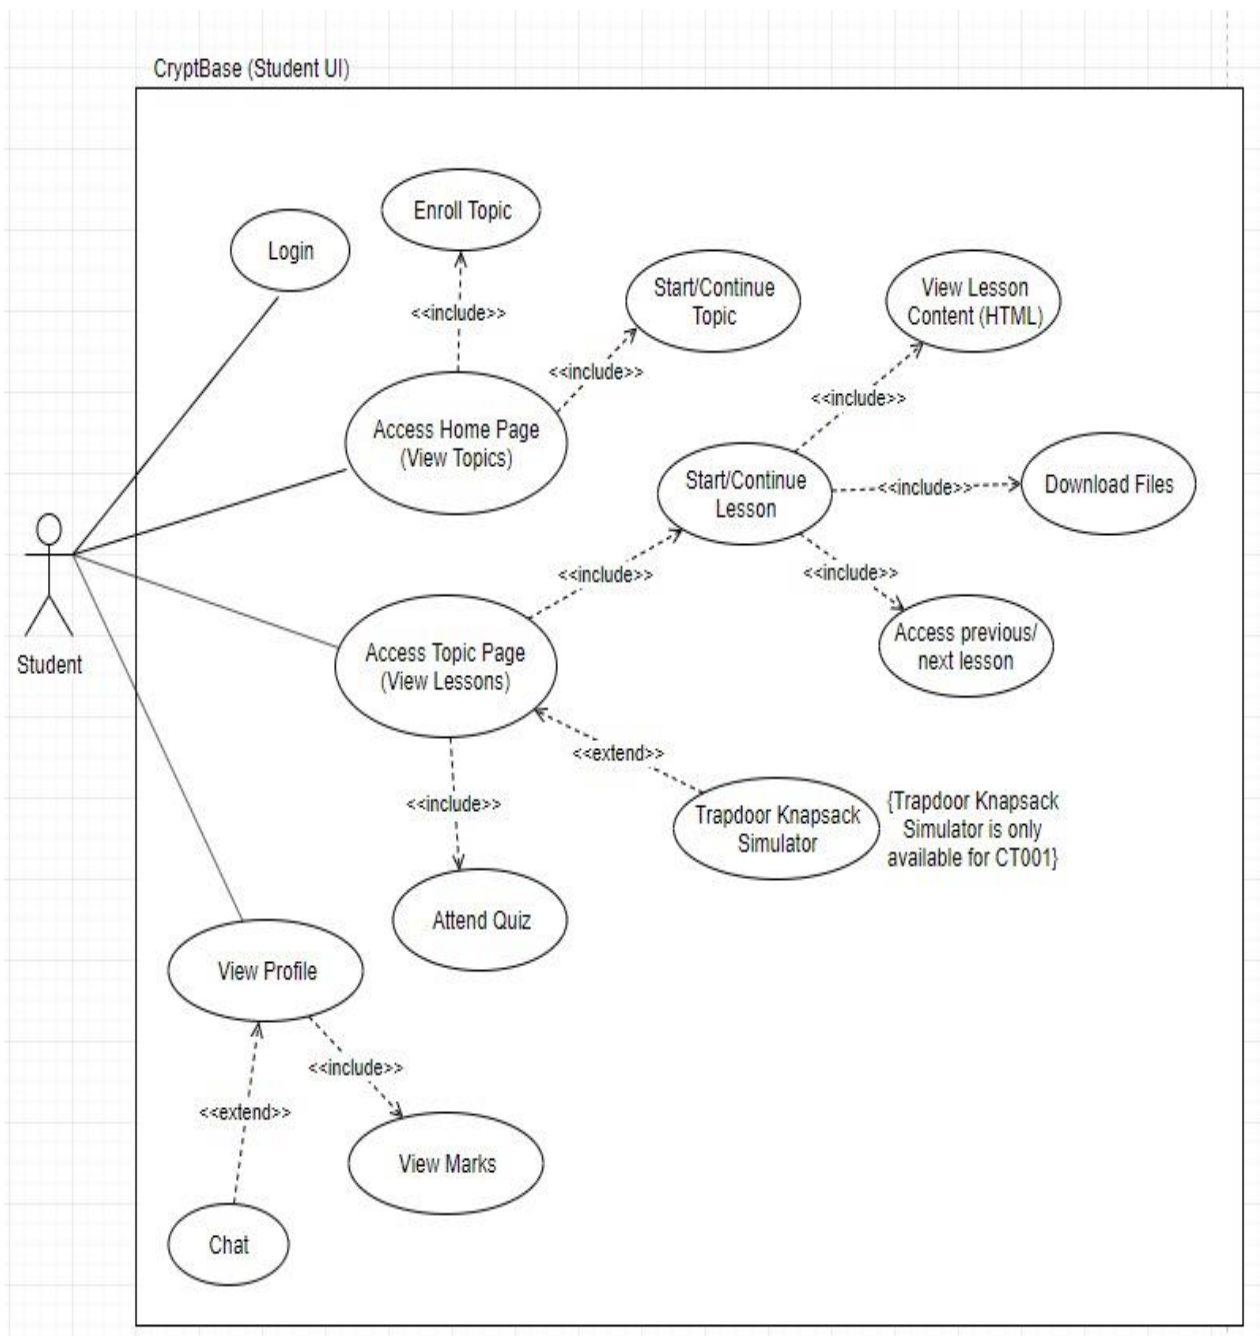 CryptBase (Student UI)
Enroll Topic
Login
<<include>>
Start/Continue
Topic
View Lesson
Content (HTML)
<<include>>
<<include>>
Access Home Page
(View Topics)
Start/Continue
Lesson
<<include>>
Download Files
<<include>>
<<include>>
Access previous/
next lesson
Student
Access Topic Page
(View Lessons)
<<extend>>
<<include>>
Trapdoor Knapsack
Simulator
{Trapdoor Knapsack
Simulator is only
available for CT001}
Attend Quiz
View Profile
<<include>>
<<extend>>
View Marks
Chat